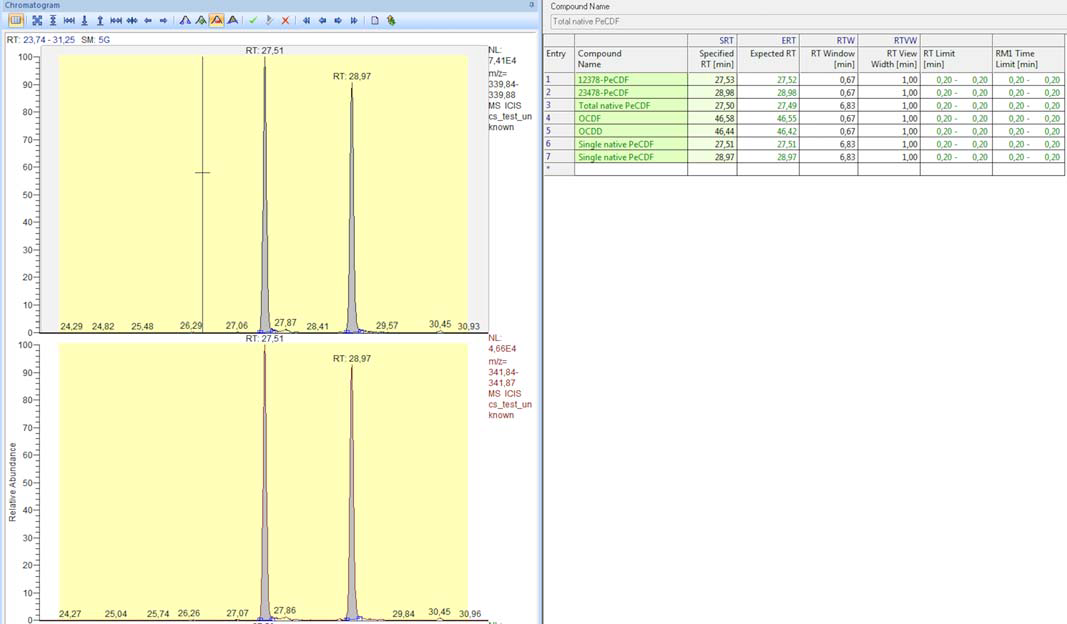 Chromatogram
RT: 23,74 - 31,25 SM: 5G
RT: 27,51
RT: 28,97
100
90
80
70
60
50
40
30
20
10
0
24,29 24,82 25,48 26,29 27,06 27,87 28,41 29,57 30,45 30,93
NL:
7,41E4
m/z=
339,84-
339,88
MS ICIS
cs_test_un
known
RT: 27,51
RT: 28,97
100
90
80
70
60
50
40
30
20
10
0
Relative Abundance
24,27 25,04 25,74 26,26 27,07 27,86 29,84 30,45 30,96
NL:
4,66E4
m/z=
341,84-
341,87
MS ICIS
cs_test_un
known
Compound Name
Total native PeCDF
SRT ERT RTW RTVW
Entry Compound Name Specified RT [min] Expected RT RT Window [min] RT View Width [min] RT Limit [min] RM1 Time Limit [min]
1 12378-PeCDF 27,53 27,52 0,67 1,00 0,20 - 0,20 0,20 - 0,20
2 23478-PeCDF 28,98 28,98 0,67 1,00 0,20 - 0,20 0,20 - 0,20
3 Total native PeCDF 27,50 27,49 6,83 1,00 0,20 - 0,20 0,20 - 0,20
4 OCDF 46,58 46,55 0,67 1,00 0,20 - 0,20 0,20 - 0,20
5 OCDD 46,44 46,42 0,67 1,00 0,20 - 0,20 0,20 - 0,20
6 Single native PeCDF 27,51 27,51 6,83 1,00 0,20 - 0,20 0,20 - 0,20
7 Single native PeCDF 28,97 28,97 6,83 1,00 0,20 - 0,20 0,20 - 0,20
*